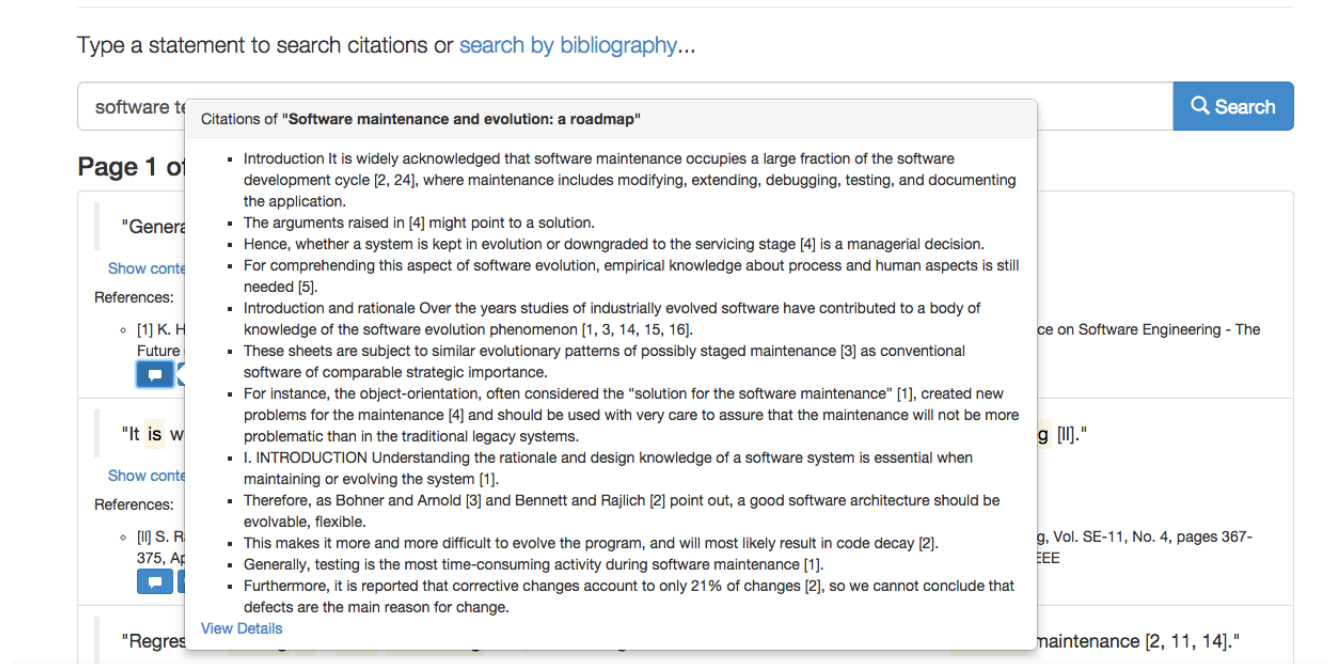 Type a statement to search citations or search by bibliography...
software te
Search
Citations of "Software maintenance and evolution: a roadmap"
Page 1 of
Introduction It is widely acknowledged that software maintenance occupies a large fraction of the software
development cycle [2, 24], where maintenance includes modifying, extending, debugging, testing, and documenting
the application.
The arguments raised in [4] might point to a solution.
Hence, whether a system is kept in evolution or downgraded to the servicing stage [4] is a managerial decision.
For comprehending this aspect of software evolution, empirical knowledge about process and human aspects is still
needed [5].
Introduction and rationale Over the years studies of industrially evolved software have contributed to a body of
knowledge of the software evolution phenomenon [1, 3, 14, 15, 16].
These sheets are subject to similar evolutionary patterns of possibly staged maintenance [3] as conventional
software of comparable strategic importance.
For instance, the object-orientation, often considered the “solution for the software maintenance” [1], created new
problems for the maintenance [4] and should be used with very care to assure that the maintenance will not be more
problematic than in the traditional legacy systems.
I. INTRODUCTION Understanding the rationale and design knowledge of a software system is essential when
maintaining or evolving the system [1].
Therefore, as Bohner and Arnold [3] and Bennett and Rajlich [2] point out, a good software architecture should be
evolvable, flexible.
This makes it more and more difficult to evolve the program, and will most likely result in code decay [2].
Generally, testing is the most time-consuming activity during software maintenance [1].
Furthermore, it is reported that corrective changes account to only 21% of changes [2], so we cannot conclude that
defects are the main reason for change.
View Details
"Genera
Show conte
References:
[1] K. H
ce on Software Engineering - The
Future
"It is w
g [II]."
Show conte
References:
[II] S. R
g, Vol. SE-11, No. 4, pages 367-
375, Ap
EEE
"Regres
maintenance [2, 11, 14]."